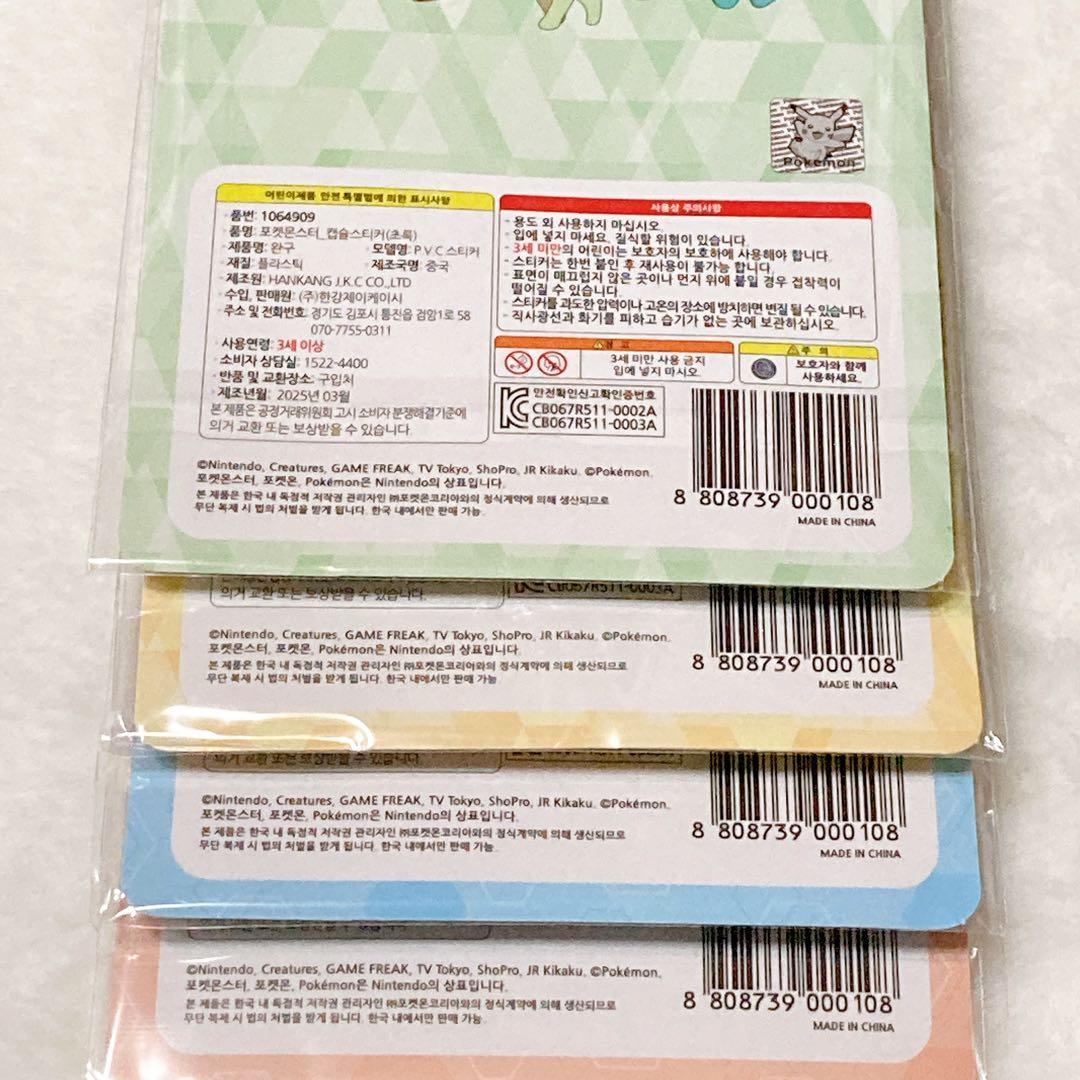 Pokémon
어린이제품 안전 특별법에 의한 표시사항
· 품번: 1064909
· 품명: 포켓몬스터_캡슐스티커(초록)
· 제품명: 완구 · 모델명: P.V.C 스티커
· 재질: 플라스틱 · 제조국명: 중국
· 제조원: HANKANG J.K.C CO.,LTD
· 수입, 판매원: (주)한강제이케이시
· 주소 및 전화번호: 경기도 김포시 통진읍 검암1로 58
070-7755-0311
· 사용연령: 3세 이상
· 소비자 상담실: 1522-4400
· 반품 및 교환장소: 구입처
· 제조년월: 2025년 03월
본 제품은 공정거래위원회 고시 소비자 분쟁해결기준에
의거 교환 또는 보상받을 수 있습니다.
사용상 주의사항
- 용도 외 사용하지 마십시오.
- 입에 넣지 마세요. 질식할 위험이 있습니다.
- 3세 미만의 어린이는 보호자의 보호하에 사용해야 합니다.
- 스티커는 한번 붙인 후 재사용이 불가능 합니다.
- 표면이 매끄럽지 않은 곳이나 먼지 위에 붙일 경우 접착력이
떨어질 수 있습니다.
- 스티커를 과도한 압력이나 고온의 장소에 방치하면 변질 될 수 있습니다.
- 직사광선과 화기를 피하고 습기가 없는 곳에 보관하십시오.
경고
3세 미만 사용 금지
입에 넣지 마시오.
주의
보호자와 함께
사용하세요.
안전확인신고확인증번호
CB067R511-0002A
CB067R511-0003A
©Nintendo, Creatures, GAME FREAK, TV Tokyo, ShoPro, JR Kikaku. ©Pokémon.
포켓몬스터, 포켓몬, Pokémon은 Nintendo의 상표입니다.
본 제품은 한국 내 독점적 저작권 관리자인 ㈜포켓몬코리아와의 정식계약에 의해 생산되므로
무단 복제 시 법의 처벌을 받게 됩니다. 한국 내에서만 판매 가능.
8 808739 000108
MADE IN CHINA
의거 교환 또는 보상받을 수 있습니다.
CB067R511-0003A
©Nintendo, Creatures, GAME FREAK, TV Tokyo, ShoPro, JR Kikaku. ©Pokémon.
포켓몬스터, 포켓몬, Pokémon은 Nintendo의 상표입니다.
본 제품은 한국 내 독점적 저작권 관리자인 ㈜포켓몬코리아와의 정식계약에 의해 생산되므로
무단 복제 시 법의 처벌을 받게 됩니다. 한국 내에서만 판매 가능
8 808739 000108
MADE IN CHINA
의거 교환 또는 보상받을 수 있습니다.
©Nintendo, Creatures, GAME FREAK, TV Tokyo, ShoPro, JR Kikaku. ©Pokémon.
포켓몬스터, 포켓몬, Pokémon은 Nintendo의 상표입니다.
본 제품은 한국 내 독점적 저작권 관리자인 ㈜포켓몬코리아와의 정식계약에 의해 생산되므로
무단 복제 시 법의 처벌을 받게 됩니다. 한국 내에서만 판매 가능.
8 808739 000108
MADE IN CHINA
©Nintendo, Creatures, GAME FREAK, TV Tokyo, ShoPro, JR Kikaku. ©Pokémon.
포켓몬스터, 포켓몬, Pokémon은 Nintendo의 상표입니다.
본 제품은 한국 내 독점적 저작권 관리자인 ㈜포켓몬코리아와의 정식계약에 의해 생산되므로
무단 복제 시 법의 처벌을 받게 됩니다. 한국 내에서만 판매 가능.
8 808739 000108
MADE IN CHINA